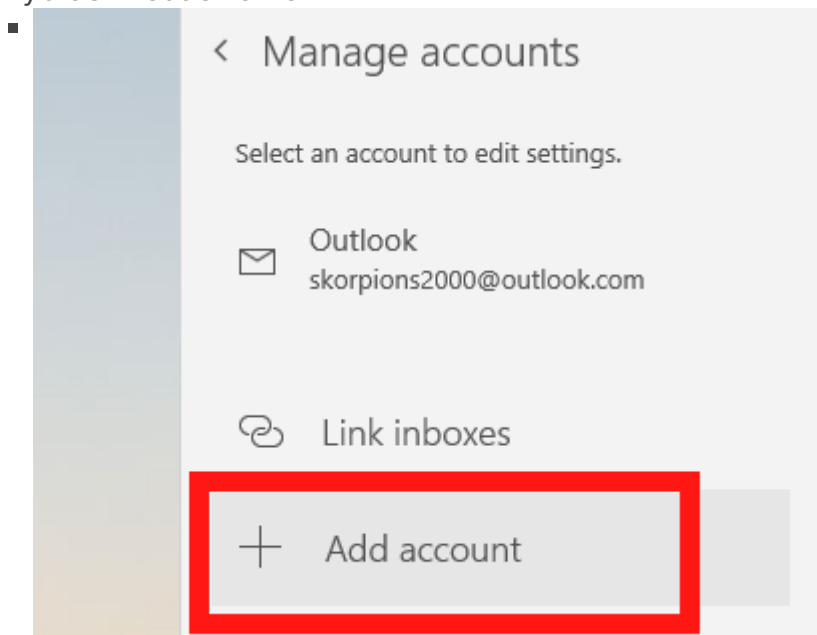 Manage accounts
Select an account to edit settings.
Outlook
skorpions2000@outlook.com
Link inboxes
Add account